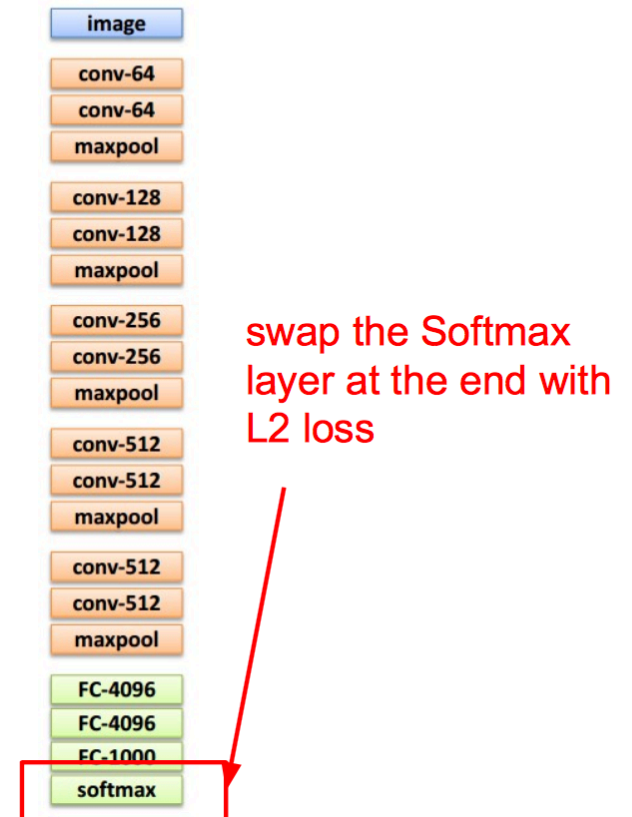 image
conv-64
conv-64
maxpool
conv-128
conv-128
maxpool
conv-256
conv-256
maxpool
conv-512
conv-512
maxpool
conv-512
conv-512
maxpool
FC-4096
FC-4096
FC-1000
softmax
swap the Softmax
layer at the end with
L2 loss